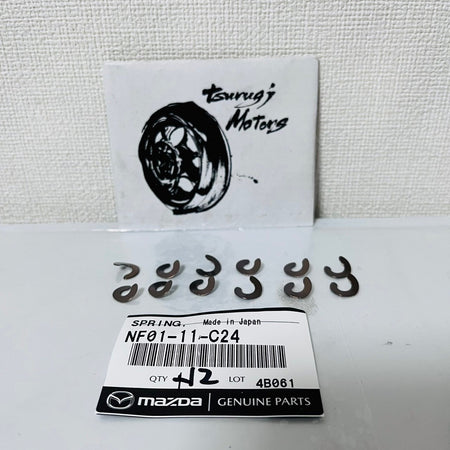 Tsurugi
Motors
SPRING, Made in Japan
NF01-11-C24
QTY 12 LOT 4B061
mazda GENUINE PARTS